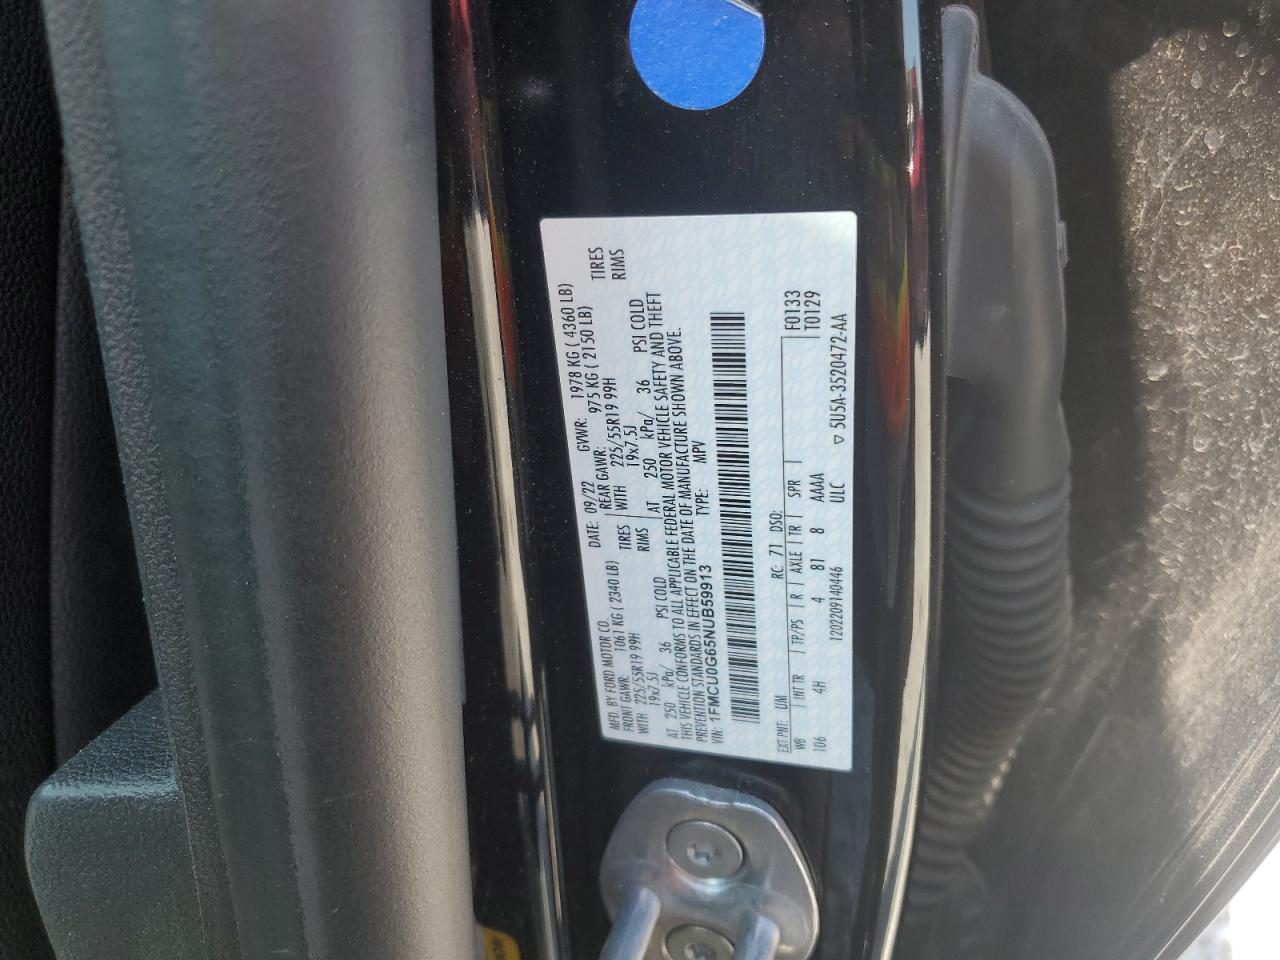 MFD. BY FORD MOTOR CO.
DATE: 09/22 GVWR: 1978 KG ( 4360 LB)
FRONT GAWR: 1061 KG ( 2340 LB) REAR GAWR: 975 KG ( 2150 LB)
WITH 225/55R19 99H TIRES WITH 225/55R19 99H TIRES
19x7.5J RIMS 19x7.5J RIMS
AT 250 kPa/ 36 PSI COLD AT 250 kPa/ 36 PSI COLD
THIS VEHICLE CONFORMS TO ALL APPLICABLE FEDERAL MOTOR VEHICLE SAFETY AND THEFT
PREVENTION STANDARDS IN EFFECT ON THE DATE OF MANUFACTURE SHOWN ABOVE.
VIN: 1FMCU0G65NUB59913 TYPE: MPV
EXT PNT: UM RC: 71 DSO: F0133
WB INT TR TP/PS R AXLE TR SPR T0129
106 4H 4 81 8 AAAA
1202209140446 ULC ▽ 5U5A-3520472-AA